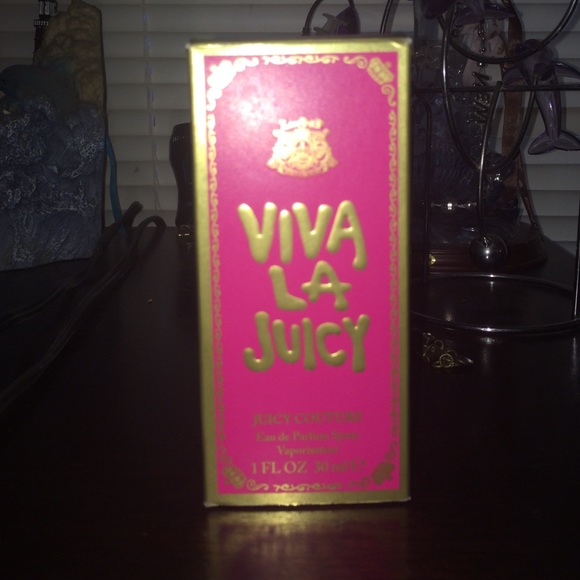 VIVA
LA
JUICY
JUICY COUTURE
Eau de Parfum Spray
Vaporisateur
1 FL OZ 30 ml ℮